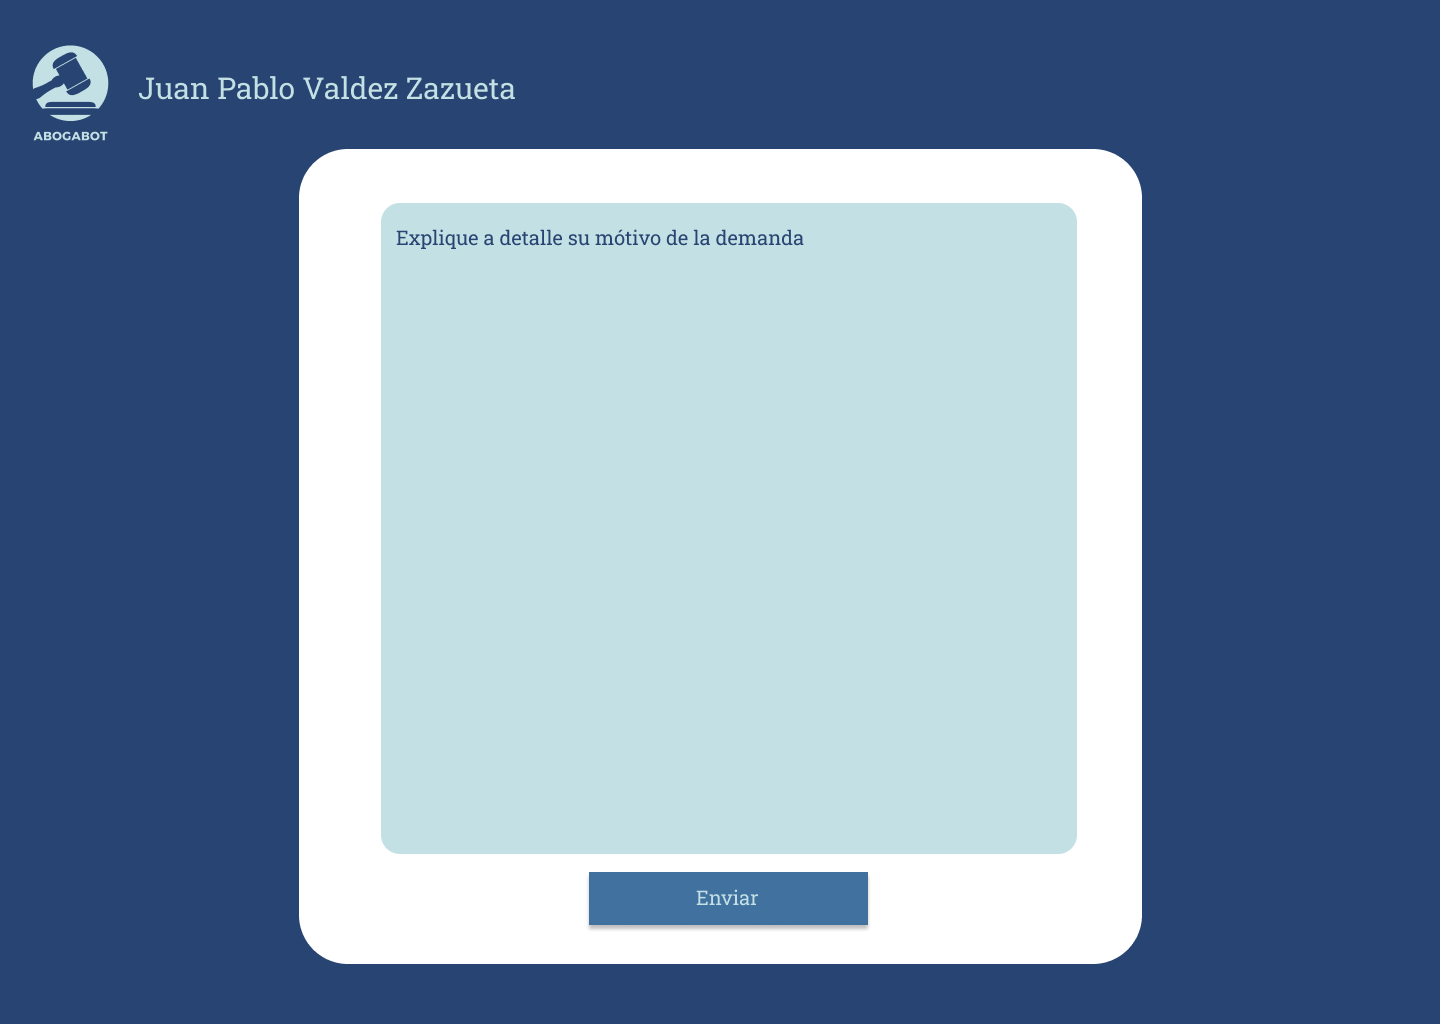 Juan Pablo Valdez Zazueta
ABOGABOT
Explique a detalle su mótivo de la demanda
Enviar